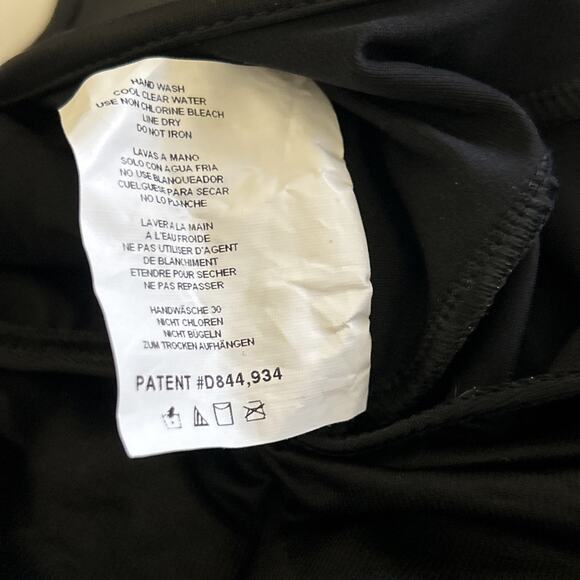 HAND WASH
COOL CLEAR WATER
USE NON CHLORINE BLEACH
LINE DRY
DO NOT IRON
LAVAS A MANO
SOLO CON AGUA FRIA
NO USE BLANQUEADOR
CUELGUESE PARA SECAR
NO LO PLANCHE
LAVER A LA MAIN
A L'EAU FROIDE
NE PAS UTILISER D'AGENT
DE BLANCHIMENT
ETENDRE POUR SECHER
NE PAS REPASSER
HANDWÄSCHE 30
NICHT CHLOREN
NICHT BÜGELN
ZUM TROCKEN AUFHÄNGEN
PATENT #D844,934